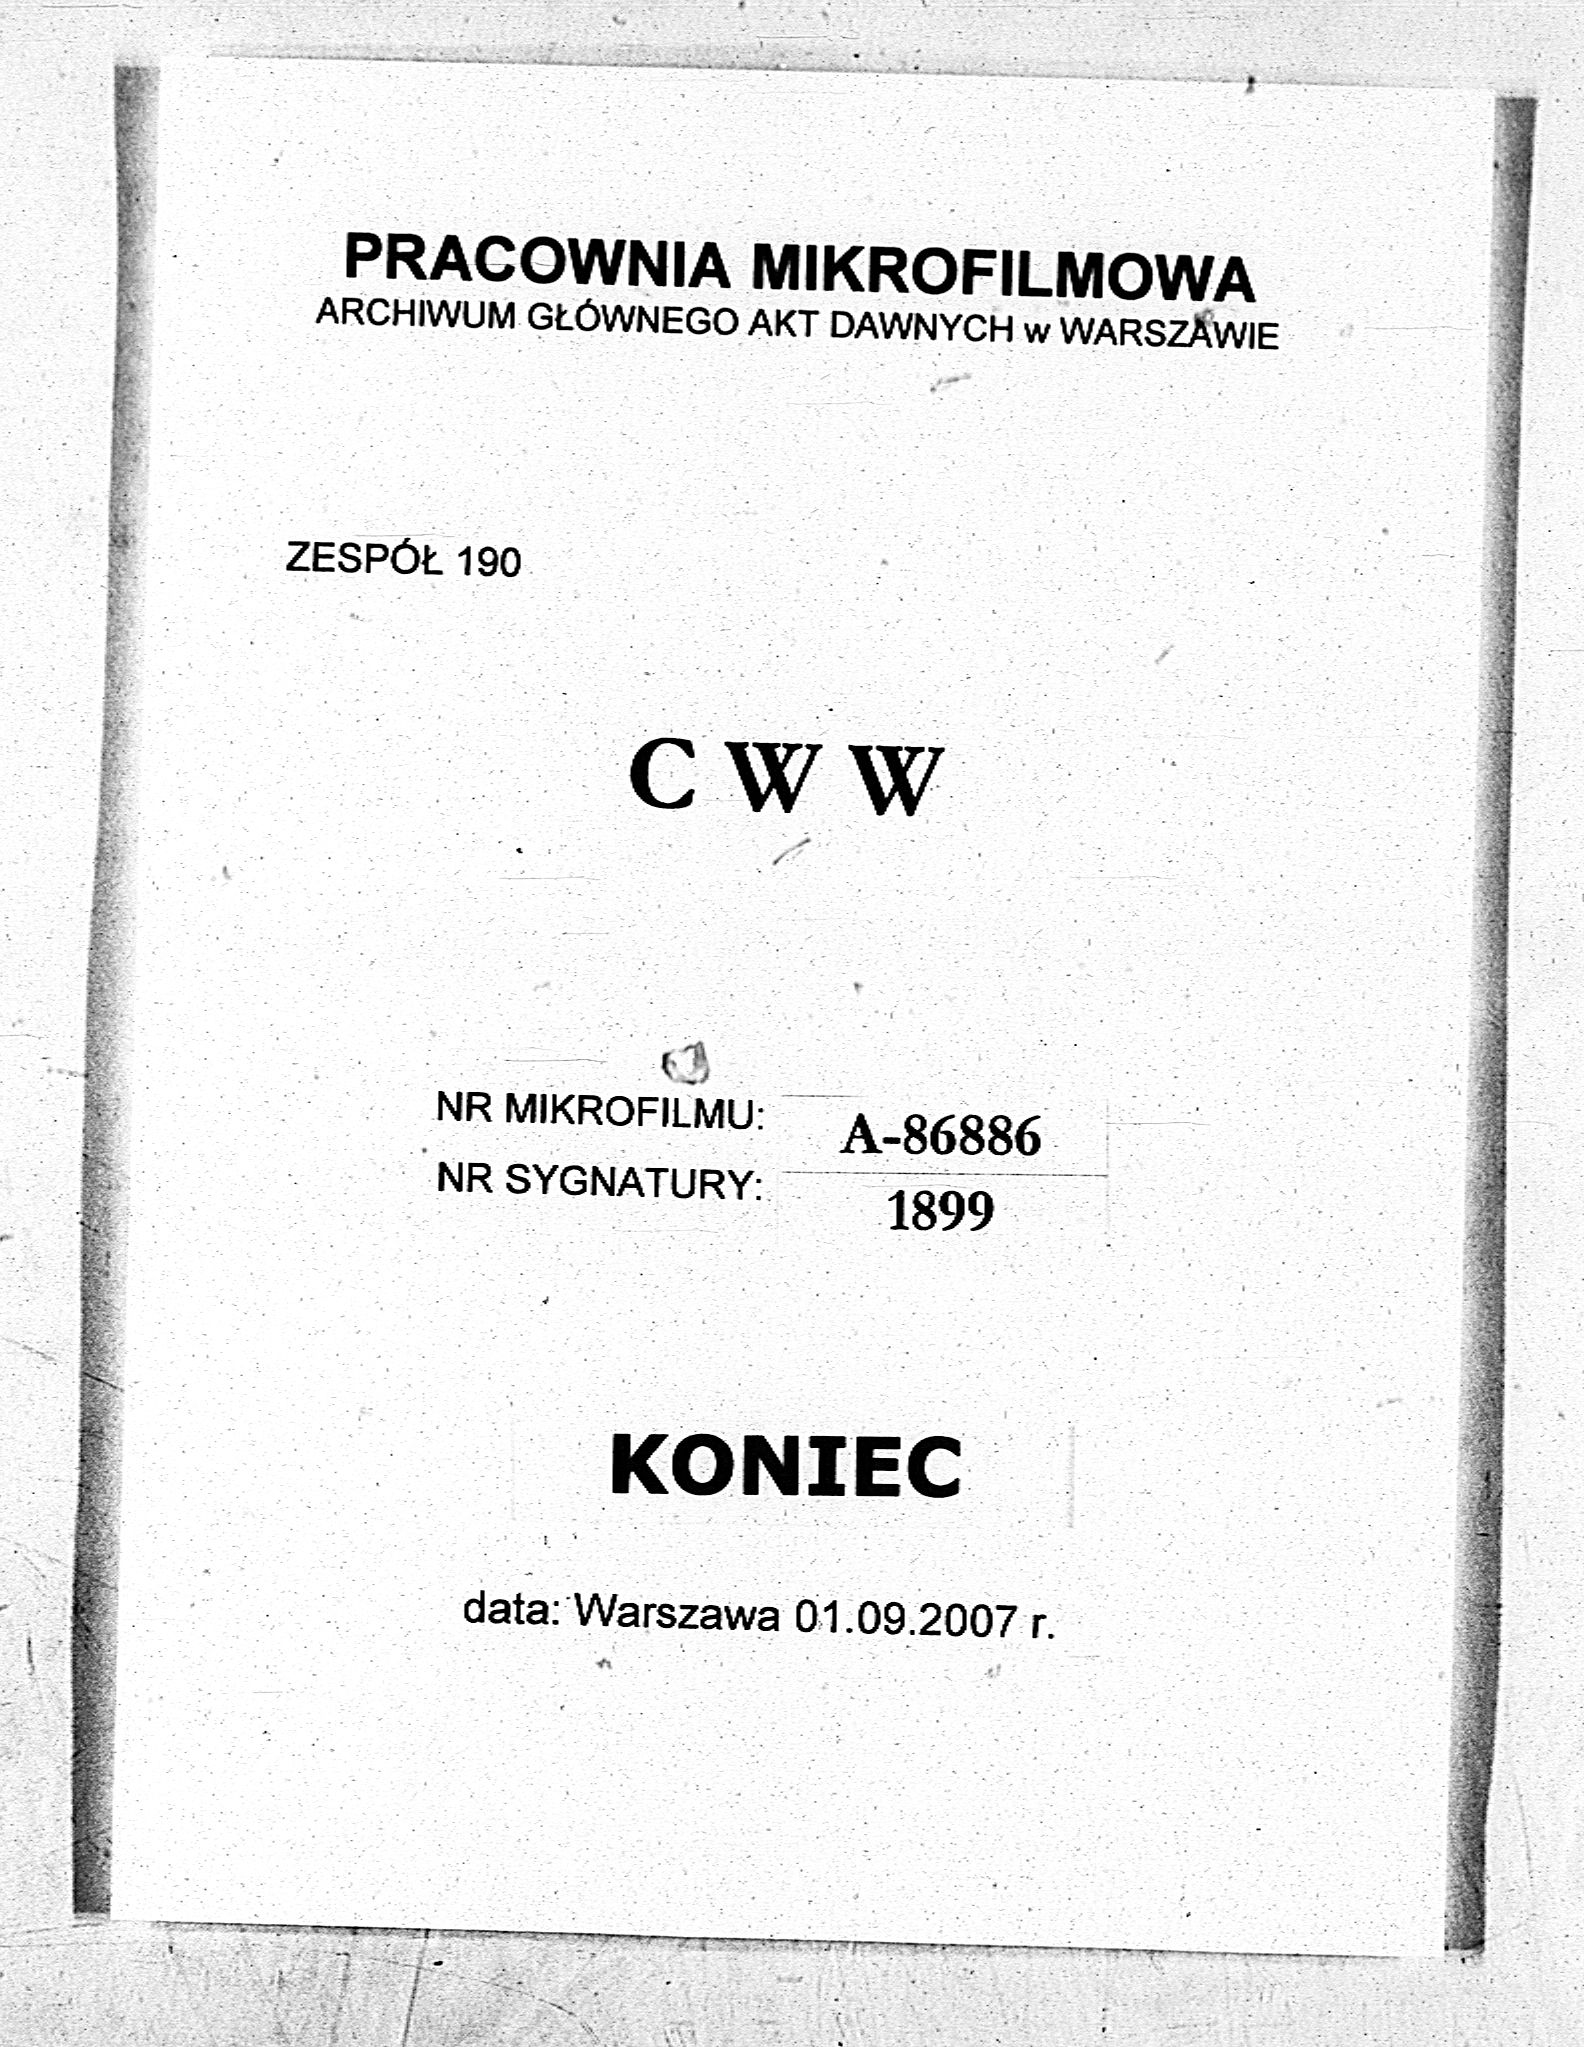 PRACOWNIA MIKROFILMOWA
ARCHIWUM GŁÓWNEGO AKT DAWNYCH w WARSZAWIE
ZESPÓŁ 190
C W W
NR MIKROFILMU: A-86886
NR SYGNATURY: 1899
KONIEC
data: Warszawa 01.09.2007 r.